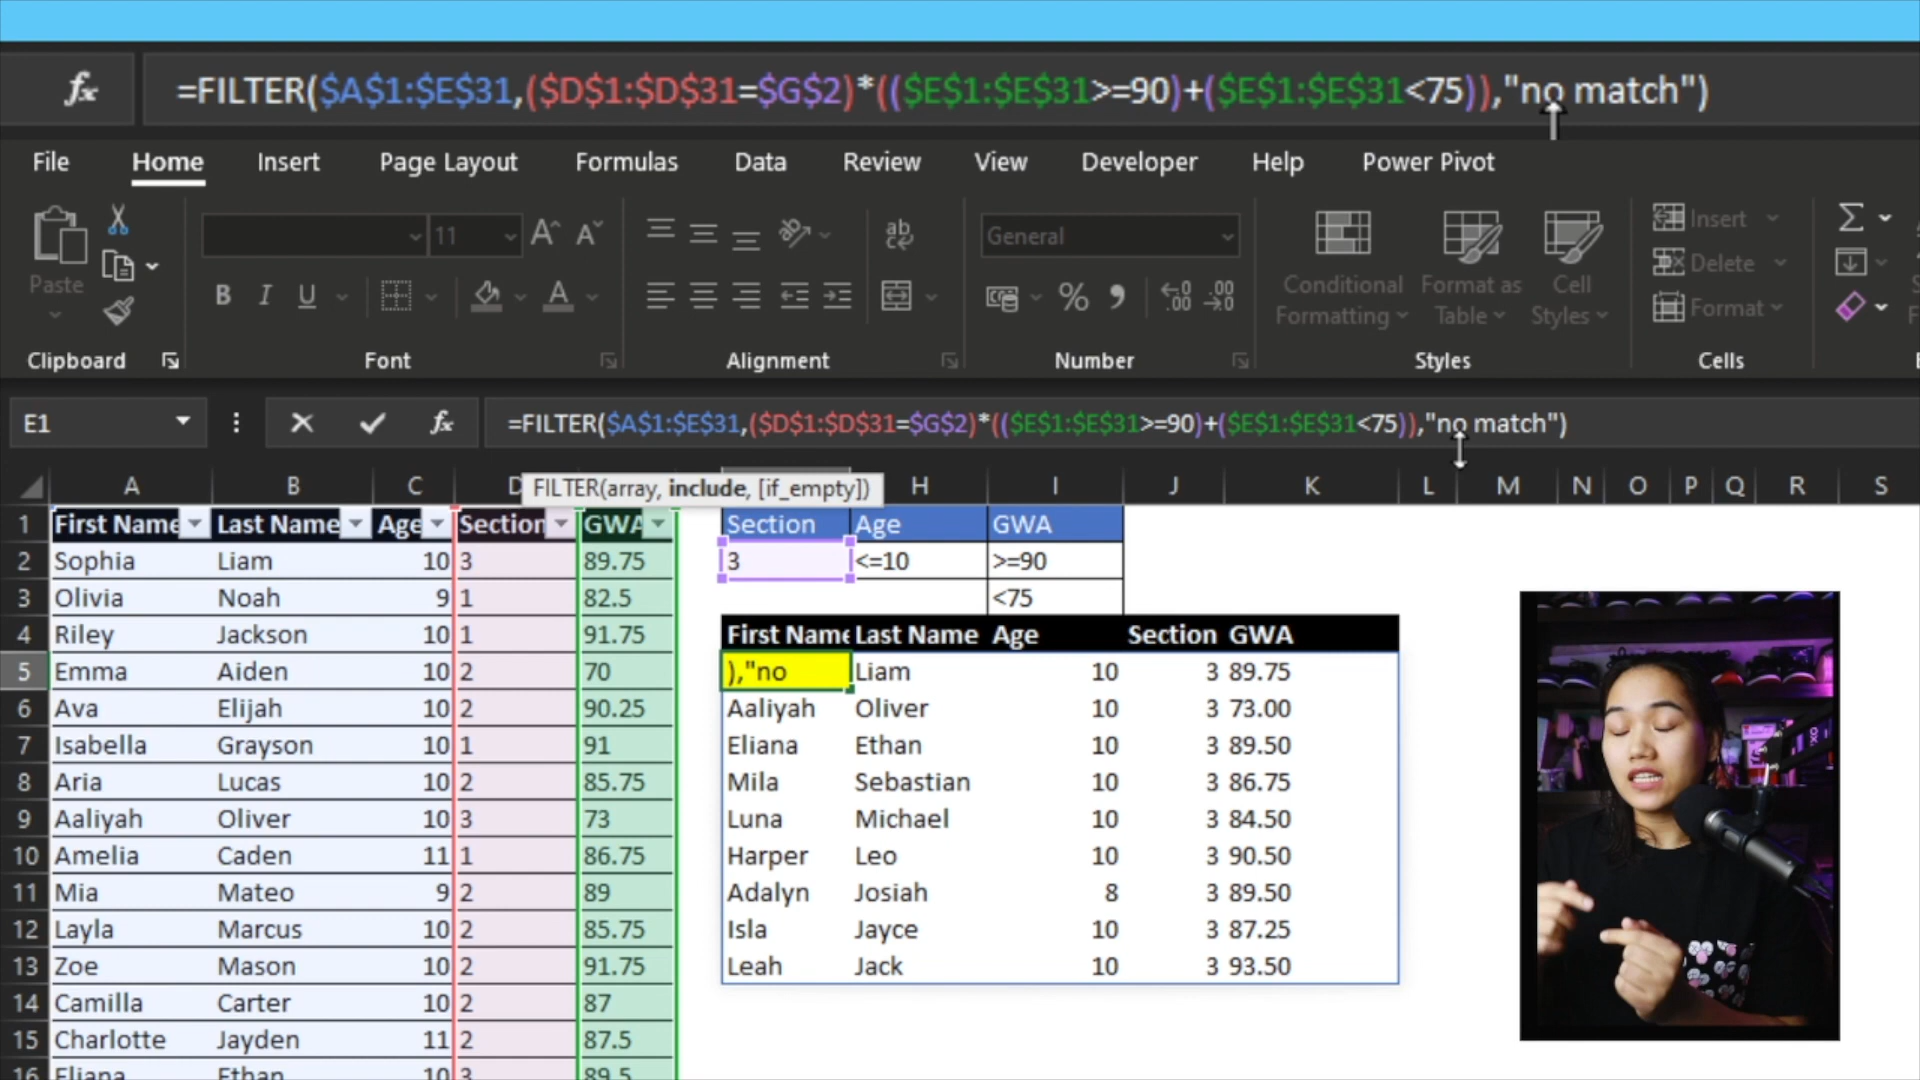 fx =FILTER($A$1:$E$31,($D$1:$D$31=$G$2)*(($E$1:$E$31>=90)+($E$1:$E$31<75)),"no match")
File Home Insert Page Layout Formulas Data Review View Developer Help Power Pivot
Paste
11
B I U
Clipboard
Font
ab
Alignment
General
%
Number
Conditional Formatting
Format as Table
Cell Styles
Styles
Insert
Delete
Format
Cells
E1 fx =FILTER($A$1:$E$31,($D$1:$D$31=$G$2)*(($E$1:$E$31>=90)+($E$1:$E$31<75)),"no match")
FILTER(array, include, [if_empty])
A B C D H I J K L M N O P Q R S
1 First Name Last Name Age Section GWA Section Age GWA
2 Sophia Liam 10 3 89.75 3 <=10 >=90
3 Olivia Noah 9 1 82.5 <75
4 Riley Jackson 10 1 91.75 First Name Last Name Age Section GWA
5 Emma Aiden 10 2 70 ),"no Liam 10 3 89.75
6 Ava Elijah 10 2 90.25 Aaliyah Oliver 10 3 73.00
7 Isabella Grayson 10 1 91 Eliana Ethan 10 3 89.50
8 Aria Lucas 10 2 85.75 Mila Sebastian 10 3 86.75
9 Aaliyah Oliver 10 3 73 Luna Michael 10 3 84.50
10 Amelia Caden 11 1 86.75 Harper Leo 10 3 90.50
11 Mia Mateo 9 2 89 Adalyn Josiah 8 3 89.50
12 Layla Marcus 10 2 85.75 Isla Jayce 10 3 87.25
13 Zoe Mason 10 2 91.75 Leah Jack 10 3 93.50
14 Camilla Carter 10 2 87
15 Charlotte Jayden 11 2 87.5
16 Eliana Ethan 10 3 89.5